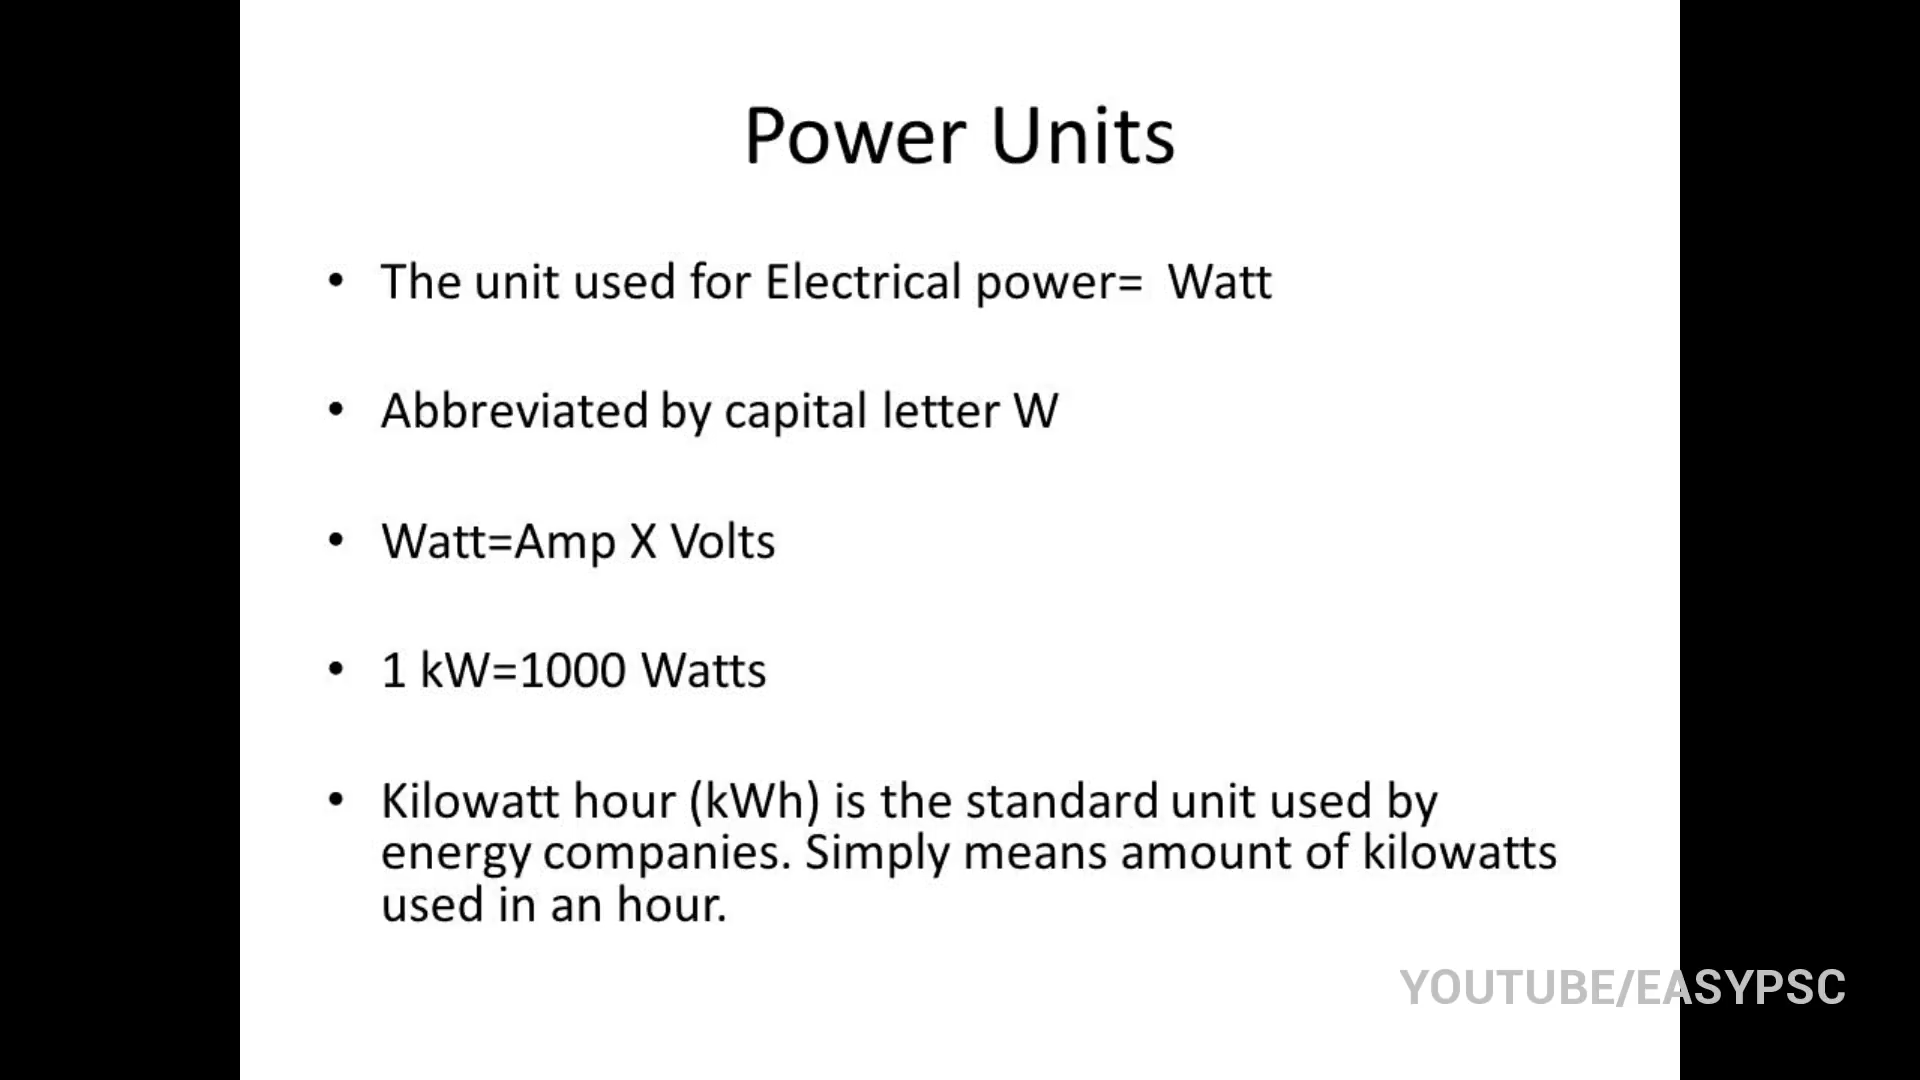 Power Units
• The unit used for Electrical power= Watt
• Abbreviated by capital letter W
• Watt=Amp X Volts
• 1 kW=1000 Watts
• Kilowatt hour (kWh) is the standard unit used by
energy companies. Simply means amount of kilowatts
used in an hour.
YOUTUBE/EASYPSC